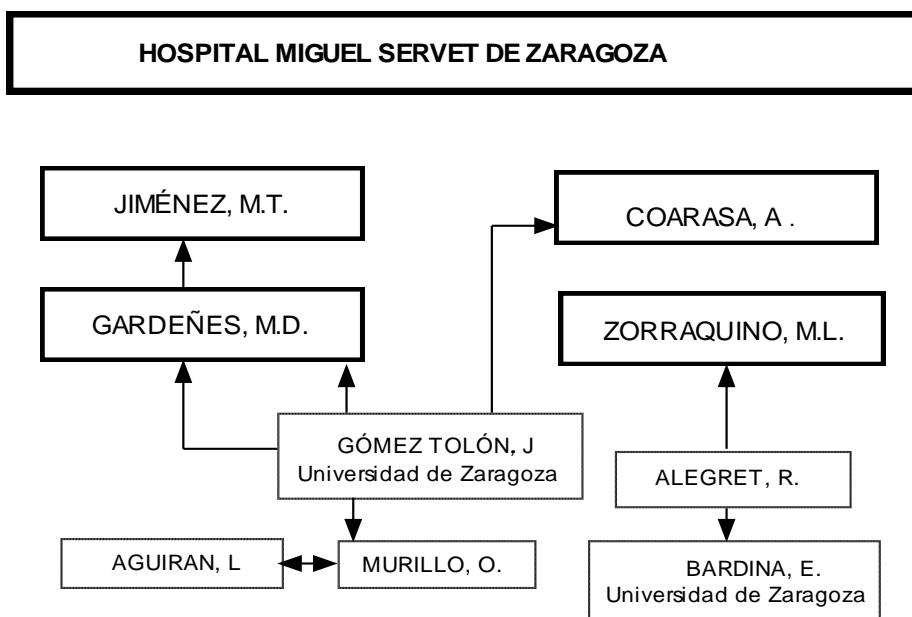 HOSPITAL MIGUEL SERVET DE ZARAGOZA
JIMÉNEZ, M.T.
COARASA, A .
GARDEÑES, M.D.
ZORRAQUINO, M.L.
GÓMEZ TOLÓN, J
Universidad de Zaragoza
ALEGRET, R.
AGUIRAN, L
MURILLO, O.
BARDINA, E.
Universidad de Zaragoza